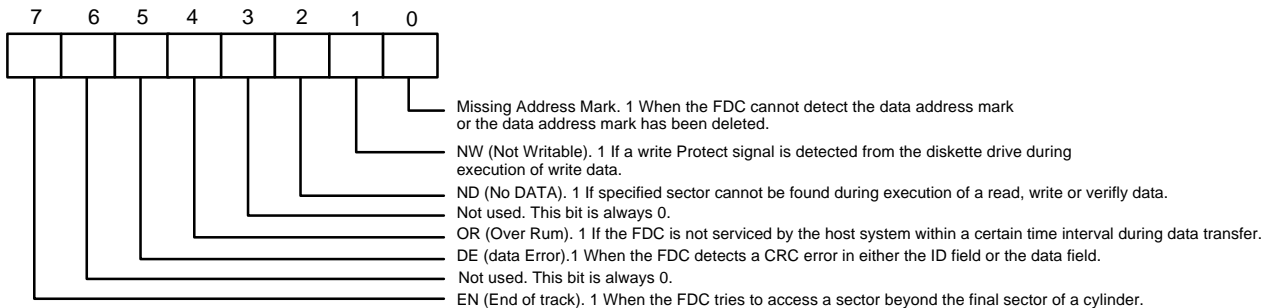 7 6 5 4 3 2 1 0
Missing Address Mark. 1 When the FDC cannot detect the data address mark
or the data address mark has been deleted.
NW (Not Writable). 1 If a write Protect signal is detected from the diskette drive during
execution of write data.
ND (No DATA). 1 If specified sector cannot be found during execution of a read, write or verifly data.
Not used. This bit is always 0.
OR (Over Rum). 1 If the FDC is not serviced by the host system within a certain time interval during data transfer.
DE (data Error).1 When the FDC detects a CRC error in either the ID field or the data field.
Not used. This bit is always 0.
EN (End of track). 1 When the FDC tries to access a sector beyond the final sector of a cylinder.